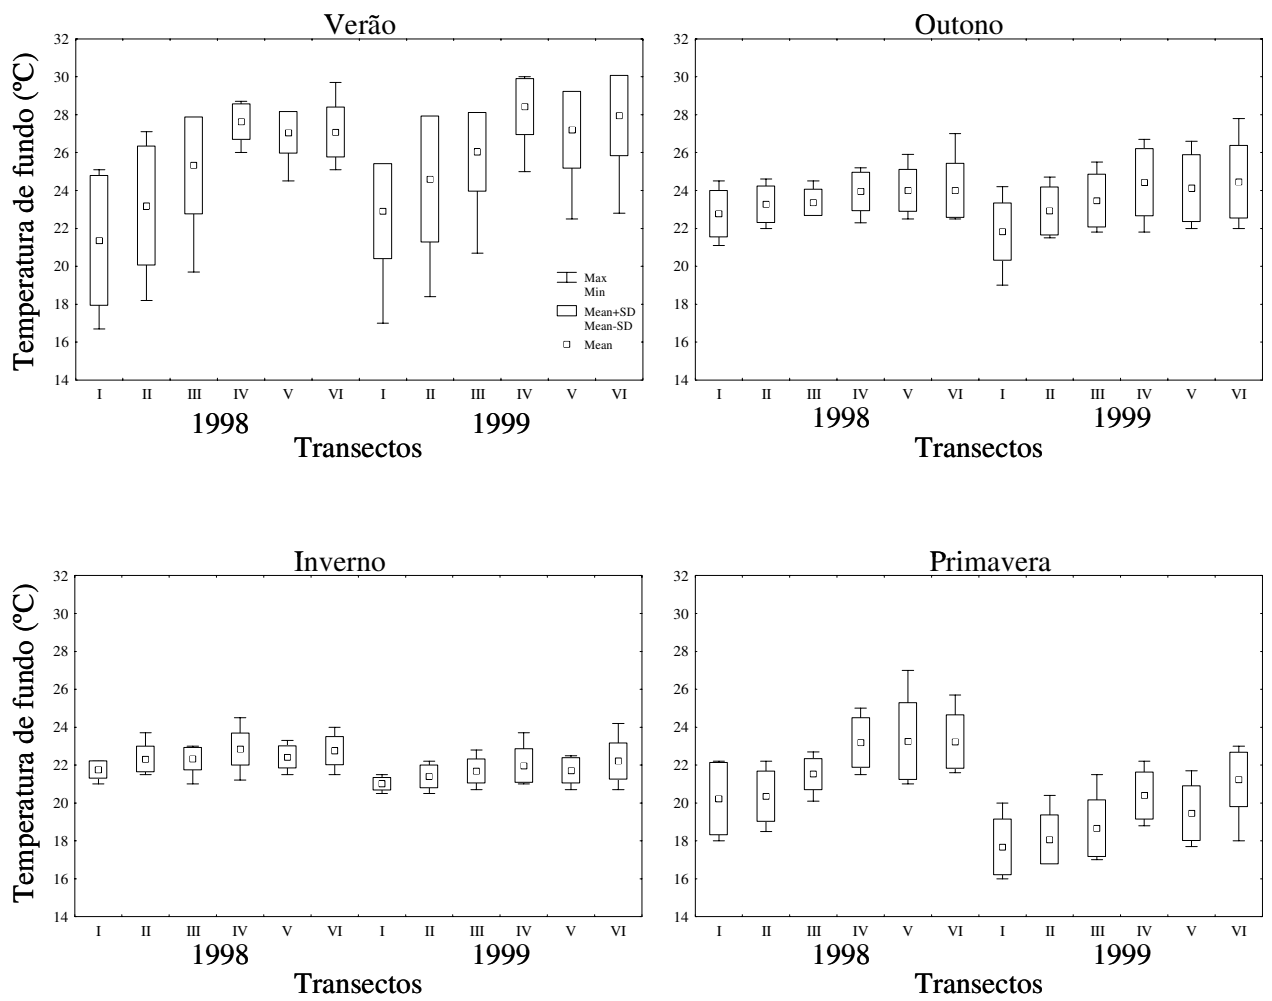 Verão
Temperatura de fundo (ºC)
32
30
28
26
24
22
20
18
16
14
Max
Min
Mean+SD
Mean-SD
Mean
I II III IV V VI I II III IV V VI
1998 1999
Transectos
Outono
32
30
28
26
24
22
20
18
16
14
I II III IV V VI I II III IV V VI
1998 1999
Transectos
Inverno
Temperatura de fundo (ºC)
32
30
28
26
24
22
20
18
16
14
I II III IV V VI I II III IV V VI
1998 1999
Transectos
Primavera
32
30
28
26
24
22
20
18
16
14
I II III IV V VI I II III IV V VI
1998 1999
Transectos